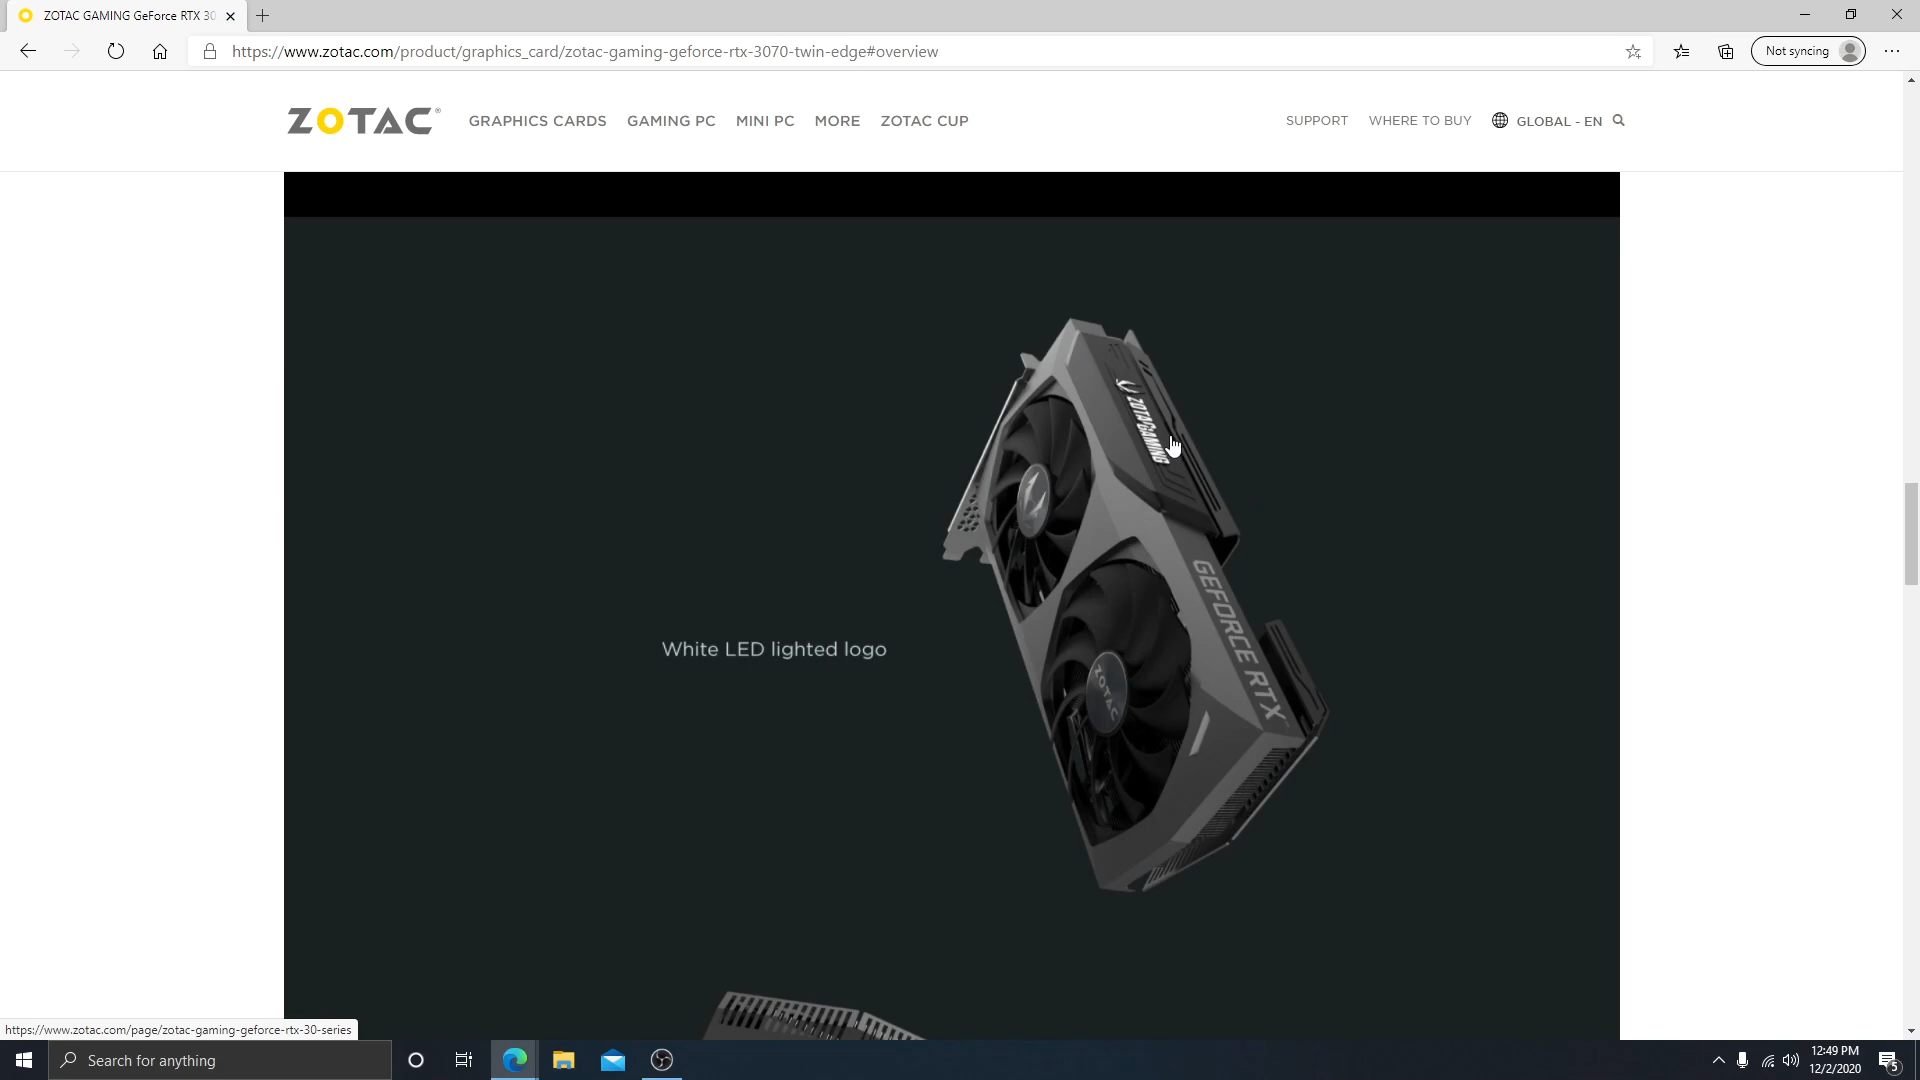 ZOTAC GAMING GeForce RTX 30
https://www.zotac.com/product/graphics_card/zotac-gaming-geforce-rtx-3070-twin-edge#overview
Not syncing
ZOTAC®
GRAPHICS CARDS
GAMING PC
MINI PC
MORE
ZOTAC CUP
SUPPORT
WHERE TO BUY
GLOBAL - EN
ZOTAC GAMING
GEFORCE RTX
ZOTAC
White LED lighted logo
https://www.zotac.com/page/zotac-gaming-geforce-rtx-30-series
Search for anything
12:49 PM
12/2/2020
5